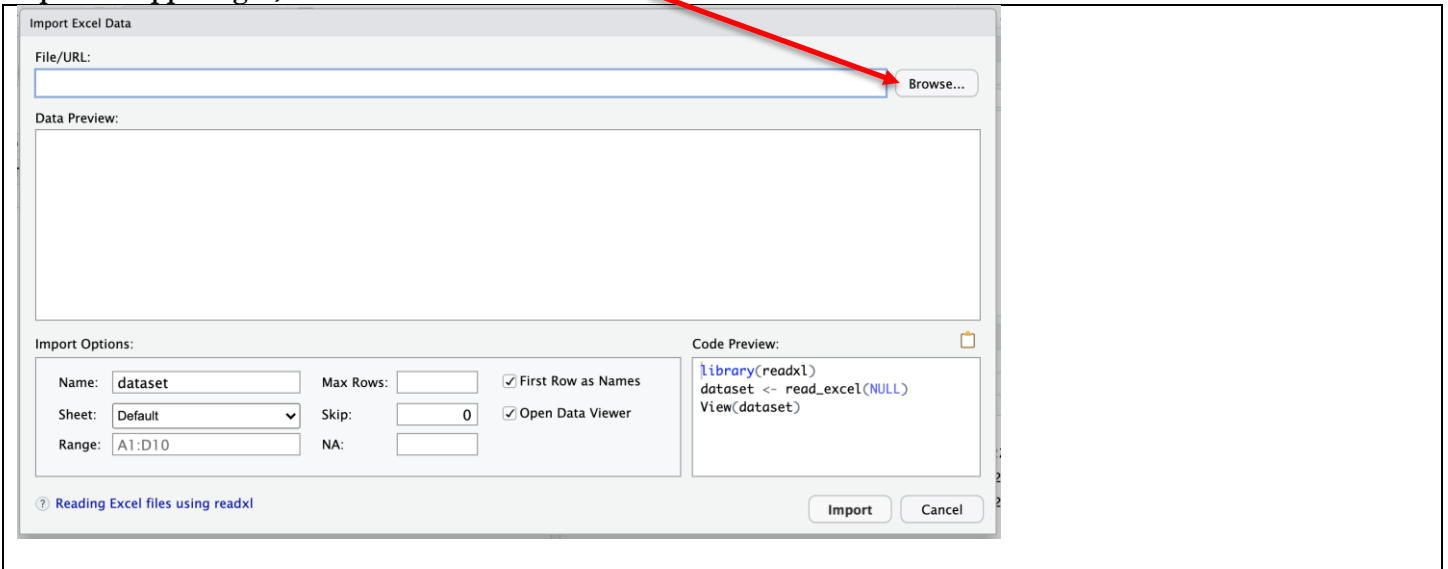 Import Excel Data
File/URL:
Browse...
Data Preview:
Import Options:
Code Preview:
Name: dataset
Max Rows:
First Row as Names
Sheet: Default
Skip: 0
Open Data Viewer
Range: A1:D10
NA:
library(readxl)
dataset <- read_excel(NULL)
View(dataset)
? Reading Excel files using readxl
Import
Cancel